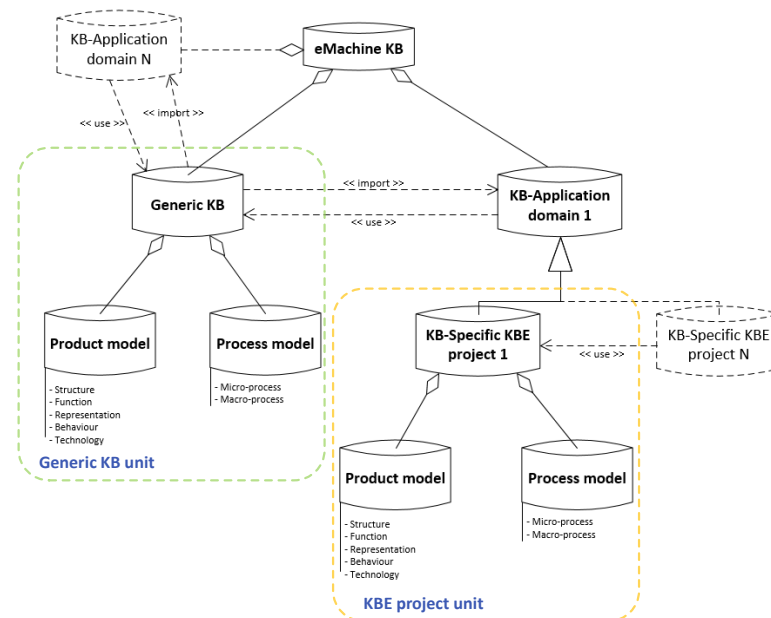 KB-Application
domain N
eMachine KB
<< use >>
<< import >>
Generic KB
<< import >>
<< use >>
KB-Application
domain 1
Product model
- Structure
- Function
- Representation
- Behaviour
- Technology
Process model
- Micro-process
- Macro-process
Generic KB unit
KB-Specific KBE
project 1
<< use >>
KB-Specific KBE
project N
Product model
- Structure
- Function
- Representation
- Behaviour
- Technology
Process model
- Micro-process
- Macro-process
KBE project unit